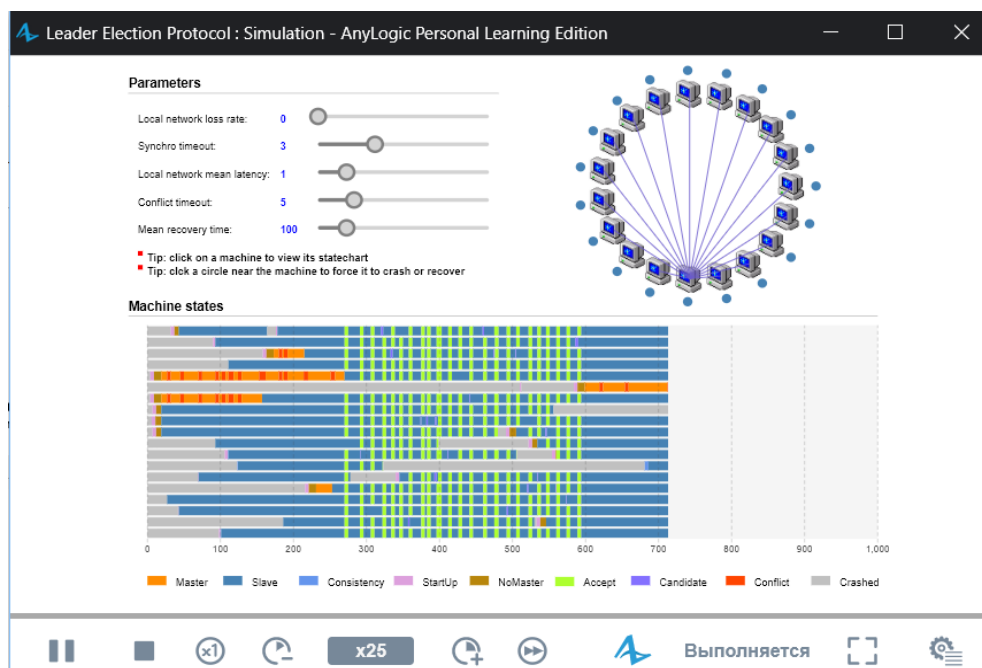 Leader Election Protocol : Simulation - AnyLogic Personal Learning Edition
Parameters
Local network loss rate: 0
Synchro timeout: 3
Local network mean latency: 1
Conflict timeout: 5
Mean recovery time: 100
Tip: click on a machine to view its statechart
Tip: clck a circle near the machine to force it to crash or recover
Machine states
0 100 200 300 400 500 600 700 800 900 1,000
Master Slave Consistency StartUp NoMaster Accept Candidate Conflict Crashed
x1 x25 Выполняется